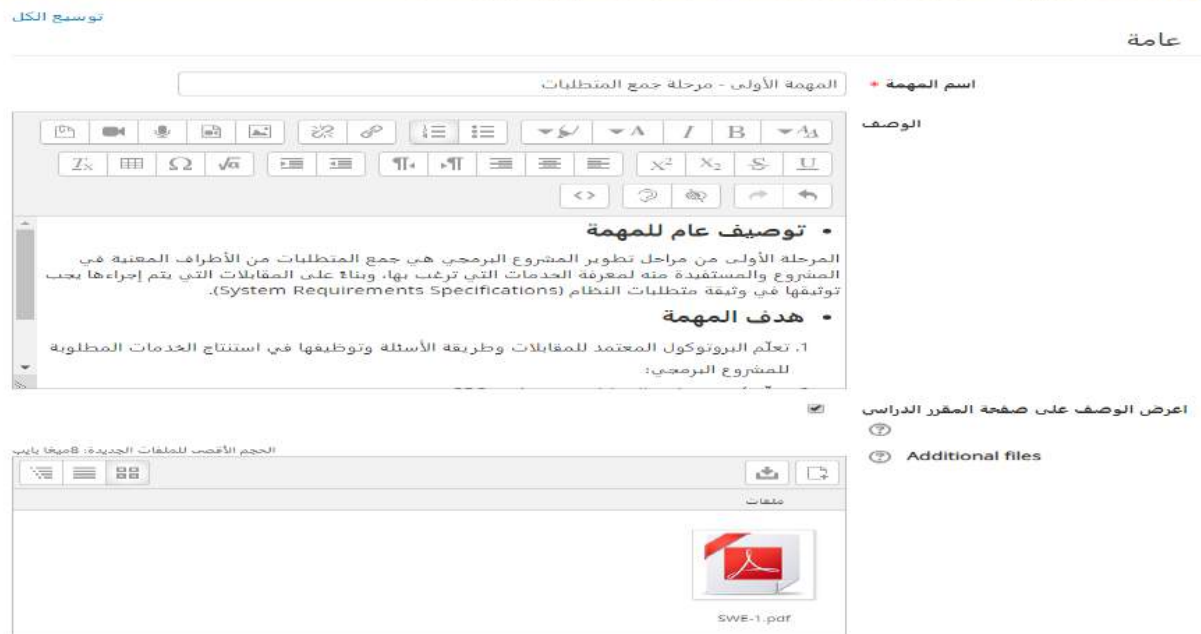 توسيع الكل
عامة
اسم المهمة *
المهمة الأولى - مرحلة جمع المتطلبات
الوصف
• توصيف عام للمهمة
المرحلة الأولى من مراحل تطوير المشروع البرمجي هي جمع المتطلبات من الأطراف المعنية في
المشروع والمستفيدة منه لمعرفة الخدمات التي ترغب بها، وبناءً على المقابلات التي يتم إجراءها يجب
توثيقها في وثيقة متطلبات النظام (System Requirements Specifications).
• هدف المهمة
1. تعلّم البروتوكول المعتمد للمقابلات وطريقة الأسئلة وتوظيفها في استنتاج الخدمات المطلوبة
للمشروع البرمجي:
اعرض الوصف على صفحة المقرر الدراسي
Additional files
الحجم الأقصى للملفات الجديدة: 8ميغا بايب
ملفات
SWE-1.pdf